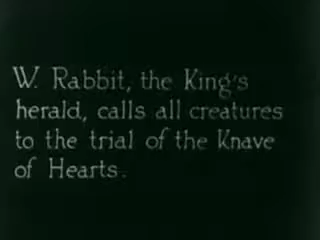 W. Rabbit, the King's
herald, calls all creatures
to the trial of the Knave
of Hearts.